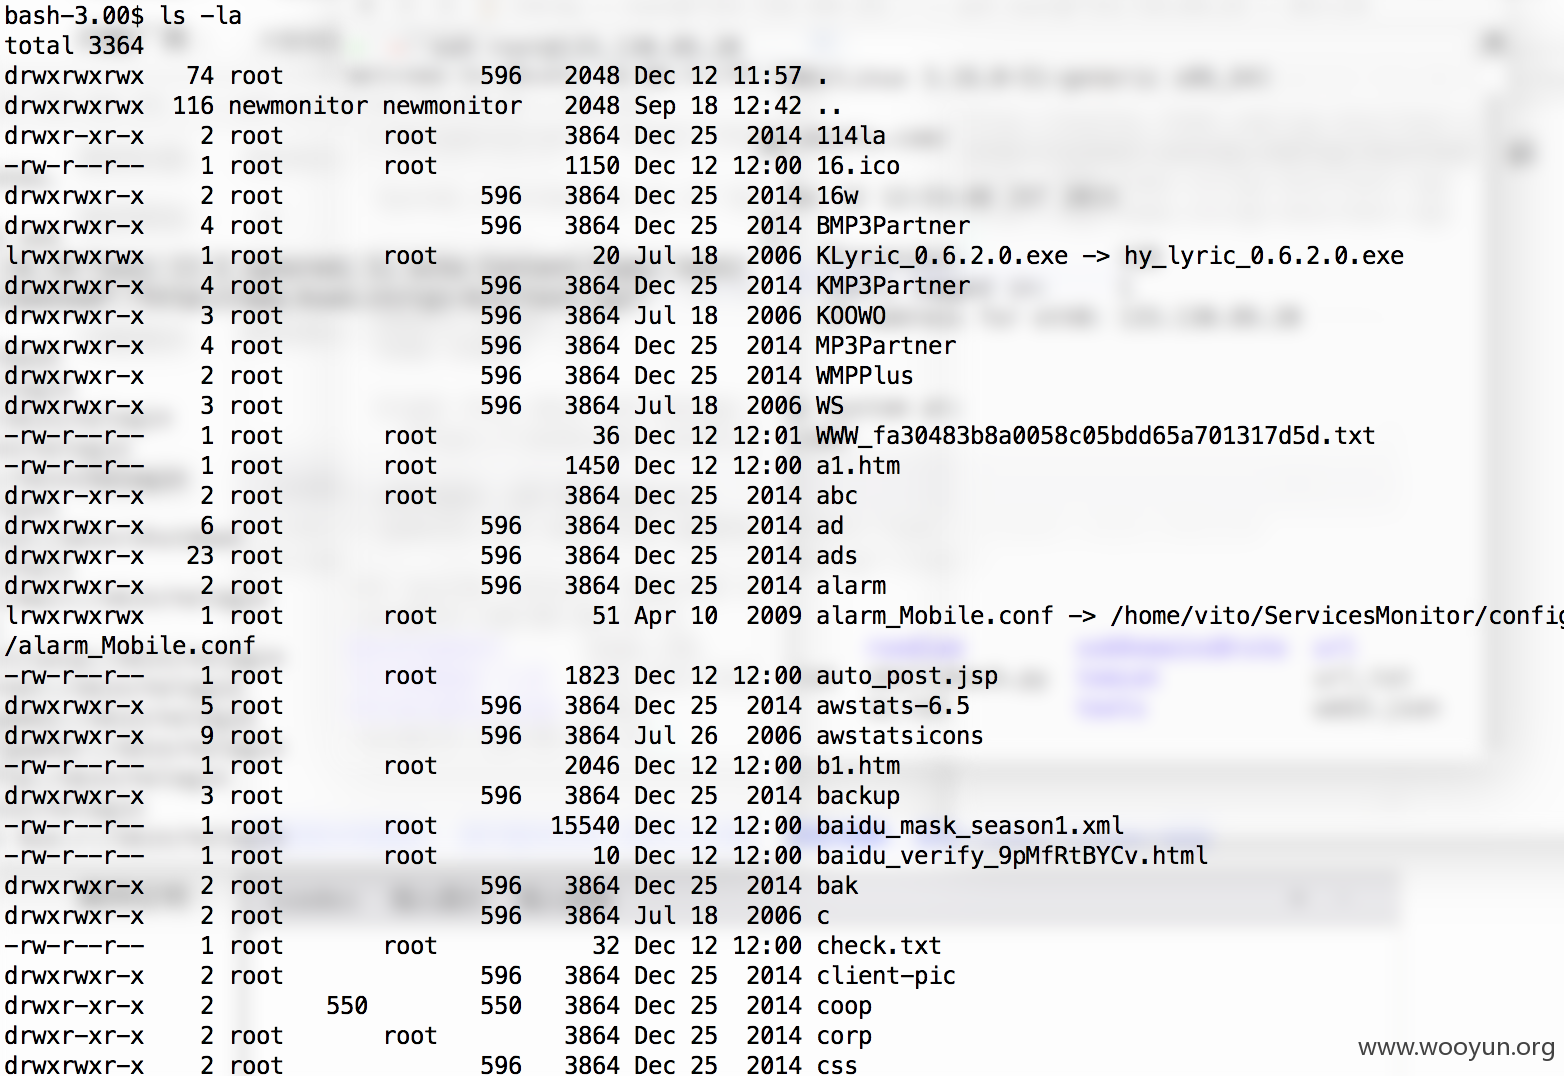 bash-3.00$ ls -la
total 3364
drwxrwxrwx   74 root              596   2048 Dec 12 11:57 .
drwxrwxrwx  116 newmonitor newmonitor   2048 Sep 18 12:42 ..
drwxr-xr-x    2 root       root         3864 Dec 25  2014 114la
-rw-r--r--    1 root       root         1150 Dec 12 12:00 16.ico
drwxrwxr-x    2 root              596   3864 Dec 25  2014 16w
drwxrwxr-x    4 root              596   3864 Dec 25  2014 BMP3Partner
lrwxrwxrwx    1 root       root           20 Jul 18  2006 KLyric_0.6.2.0.exe -> hy_lyric_0.6.2.0.exe
drwxrwxr-x    4 root              596   3864 Dec 25  2014 KMP3Partner
drwxrwxr-x    3 root              596   3864 Jul 18  2006 KOOWO
drwxrwxr-x    4 root              596   3864 Dec 25  2014 MP3Partner
drwxrwxr-x    2 root              596   3864 Dec 25  2014 WMPPlus
drwxrwxr-x    3 root              596   3864 Jul 18  2006 WS
-rw-r--r--    1 root       root           36 Dec 12 12:01 WWW_fa30483b8a0058c05bdd65a701317d5d.txt
-rw-r--r--    1 root       root         1450 Dec 12 12:00 a1.htm
drwxr-xr-x    2 root       root         3864 Dec 25  2014 abc
drwxrwxr-x    6 root              596   3864 Dec 25  2014 ad
drwxrwxr-x   23 root              596   3864 Dec 25  2014 ads
drwxrwxr-x    2 root              596   3864 Dec 25  2014 alarm
lrwxrwxrwx    1 root       root           51 Apr 10  2009 alarm_Mobile.conf -> /home/vito/ServicesMonitor/config
/alarm_Mobile.conf
-rw-r--r--    1 root       root         1823 Dec 12 12:00 auto_post.jsp
drwxrwxr-x    5 root              596   3864 Dec 25  2014 awstats-6.5
drwxrwxr-x    9 root              596   3864 Jul 26  2006 awstatsicons
-rw-r--r--    1 root       root         2046 Dec 12 12:00 b1.htm
drwxrwxr-x    3 root              596   3864 Dec 25  2014 backup
-rw-r--r--    1 root       root        15540 Dec 12 12:00 baidu_mask_season1.xml
-rw-r--r--    1 root       root           10 Dec 12 12:00 baidu_verify_9pMfRtBYCv.html
drwxrwxr-x    2 root              596   3864 Dec 25  2014 bak
drwxrwxr-x    2 root              596   3864 Jul 18  2006 c
-rw-r--r--    1 root       root           32 Dec 12 12:00 check.txt
drwxrwxr-x    2 root              596   3864 Dec 25  2014 client-pic
drwxr-xr-x    2        550        550   3864 Dec 25  2014 coop
drwxr-xr-x    2 root       root         3864 Dec 25  2014 corp
drwxrwxr-x    2 root              596   3864 Dec 25  2014 css
www.wooyun.org